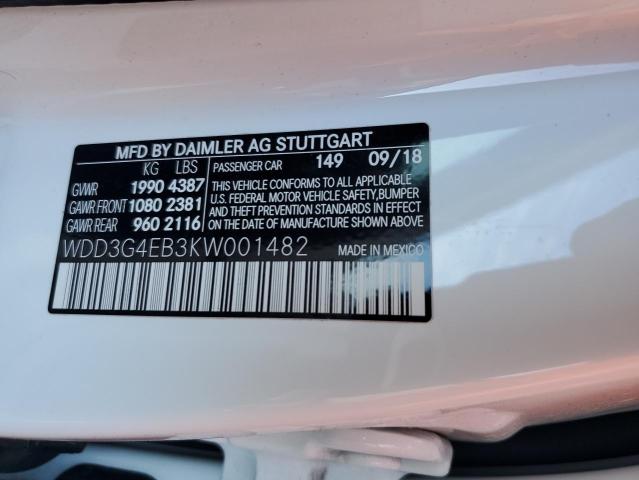 MFD BY DAIMLER AG STUTTGART
KG LBS PASSENGER CAR 149 09/18
GVWR 1990 4387
GAWR FRONT 1080 2381
GAWR REAR 960 2116
THIS VEHICLE CONFORMS TO ALL APPLICABLE
U.S. FEDERAL MOTOR VEHICLE SAFETY, BUMPER
AND THEFT PREVENTION STANDARDS IN EFFECT
ON THE DATE OF MANUFACTURE SHOWN ABOVE
WDD3G4EB3KW001482 MADE IN MEXICO